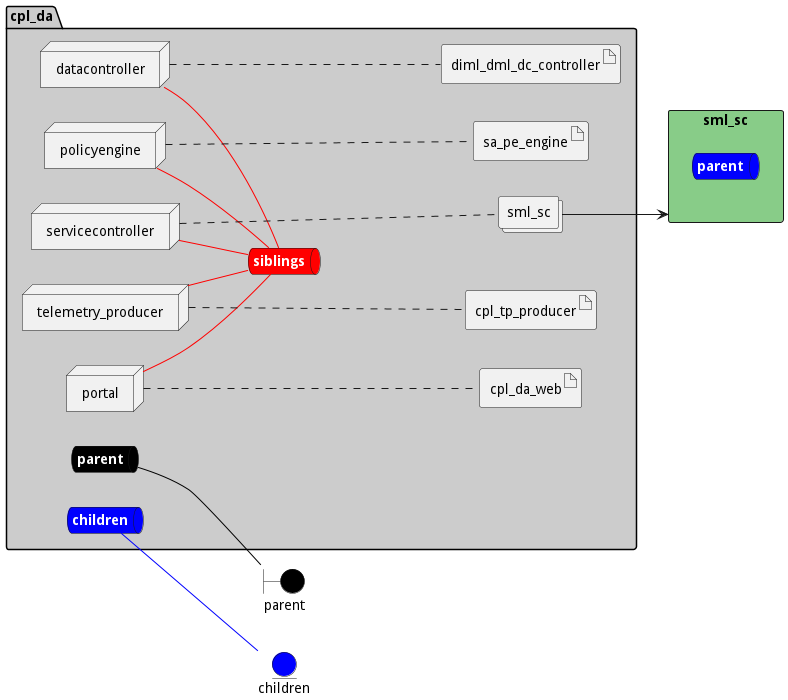 cpl_da
datacontroller
diml_dml_dc_controller
sml_sc
policyengine
sa_pe_engine
parent
servicecontroller
sml_sc
siblings
telemetry_producer
cpl_tp_producer
portal
cpl_da_web
parent
children
parent
children